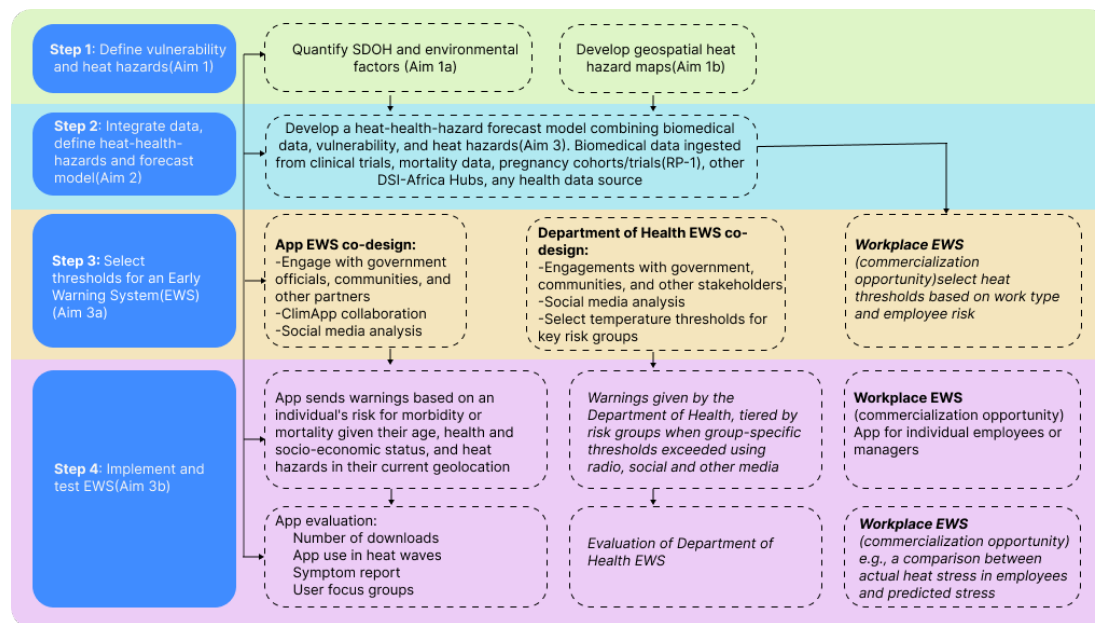 Step 1: Define vulnerability
and heat hazards(Aim 1)
Quantify SDOH and environmental
factors (Aim 1a)
Develop geospatial heat
hazard maps(Aim 1b)
Step 2: Integrate data,
define heat-health-
hazards and forecast
model(Aim 2)
Develop a heat-health-hazard forecast model combining biomedical
data, vulnerability, and heat hazards(Aim 3). Biomedical data ingested
from clinical trials, mortality data, pregnancy cohorts/trials(RP-1), other
DSI-Africa Hubs, any health data source
Step 3: Select
thresholds for an Early
Warning System(EWS)
(Aim 3a)
App EWS co-design:
-Engage with government
officials, communities, and
other partners
-ClimApp collaboration
-Social media analysis
Department of Health EWS co-
design:
-Engagements with government,
communities, and other stakeholders
-Social media analysis
-Select temperature thresholds for
key risk groups
Workplace EWS
(commercialization
opportunity)select heat
thresholds based on work type
and employee risk
Step 4: Implement and
test EWS(Aim 3b)
App sends warnings based on an
individual's risk for morbidity or
mortality given their age, health and
socio-economic status, and heat
hazards in their current geolocation
Warnings given by the
Department of Health, tiered by
risk groups when group-specific
thresholds exceeded using
radio, social and other media
Workplace EWS
(commercialization opportunity)
App for individual employees or
managers
App evaluation:
Number of downloads
App use in heat waves
Symptom report
User focus groups
Evaluation of Department of
Health EWS
Workplace EWS
(commercialization opportunity)
e.g., a comparison between
actual heat stress in employees
and predicted stress